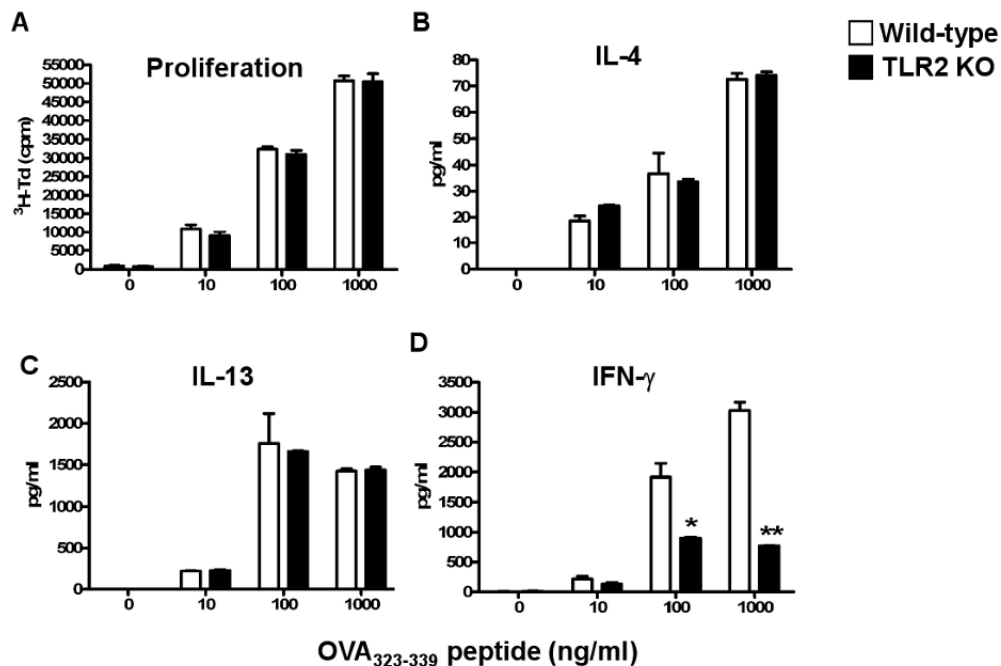 A
Proliferation
³H-Td (cpm)
55000
50000
45000
40000
35000
30000
25000
20000
15000
10000
5000
0
0 10 100 1000
B
IL-4
pg/ml
80
70
60
50
40
30
20
10
0
0 10 100 1000
Wild-type
TLR2 KO
C
IL-13
pg/ml
2500
2000
1500
1000
500
0
0 10 100 1000
D
IFN-γ
pg/ml
3500
3000
2500
2000
1500
1000
500
0
*
**
0 10 100 1000
OVA₃₂₃₋₃₃₉ peptide (ng/ml)